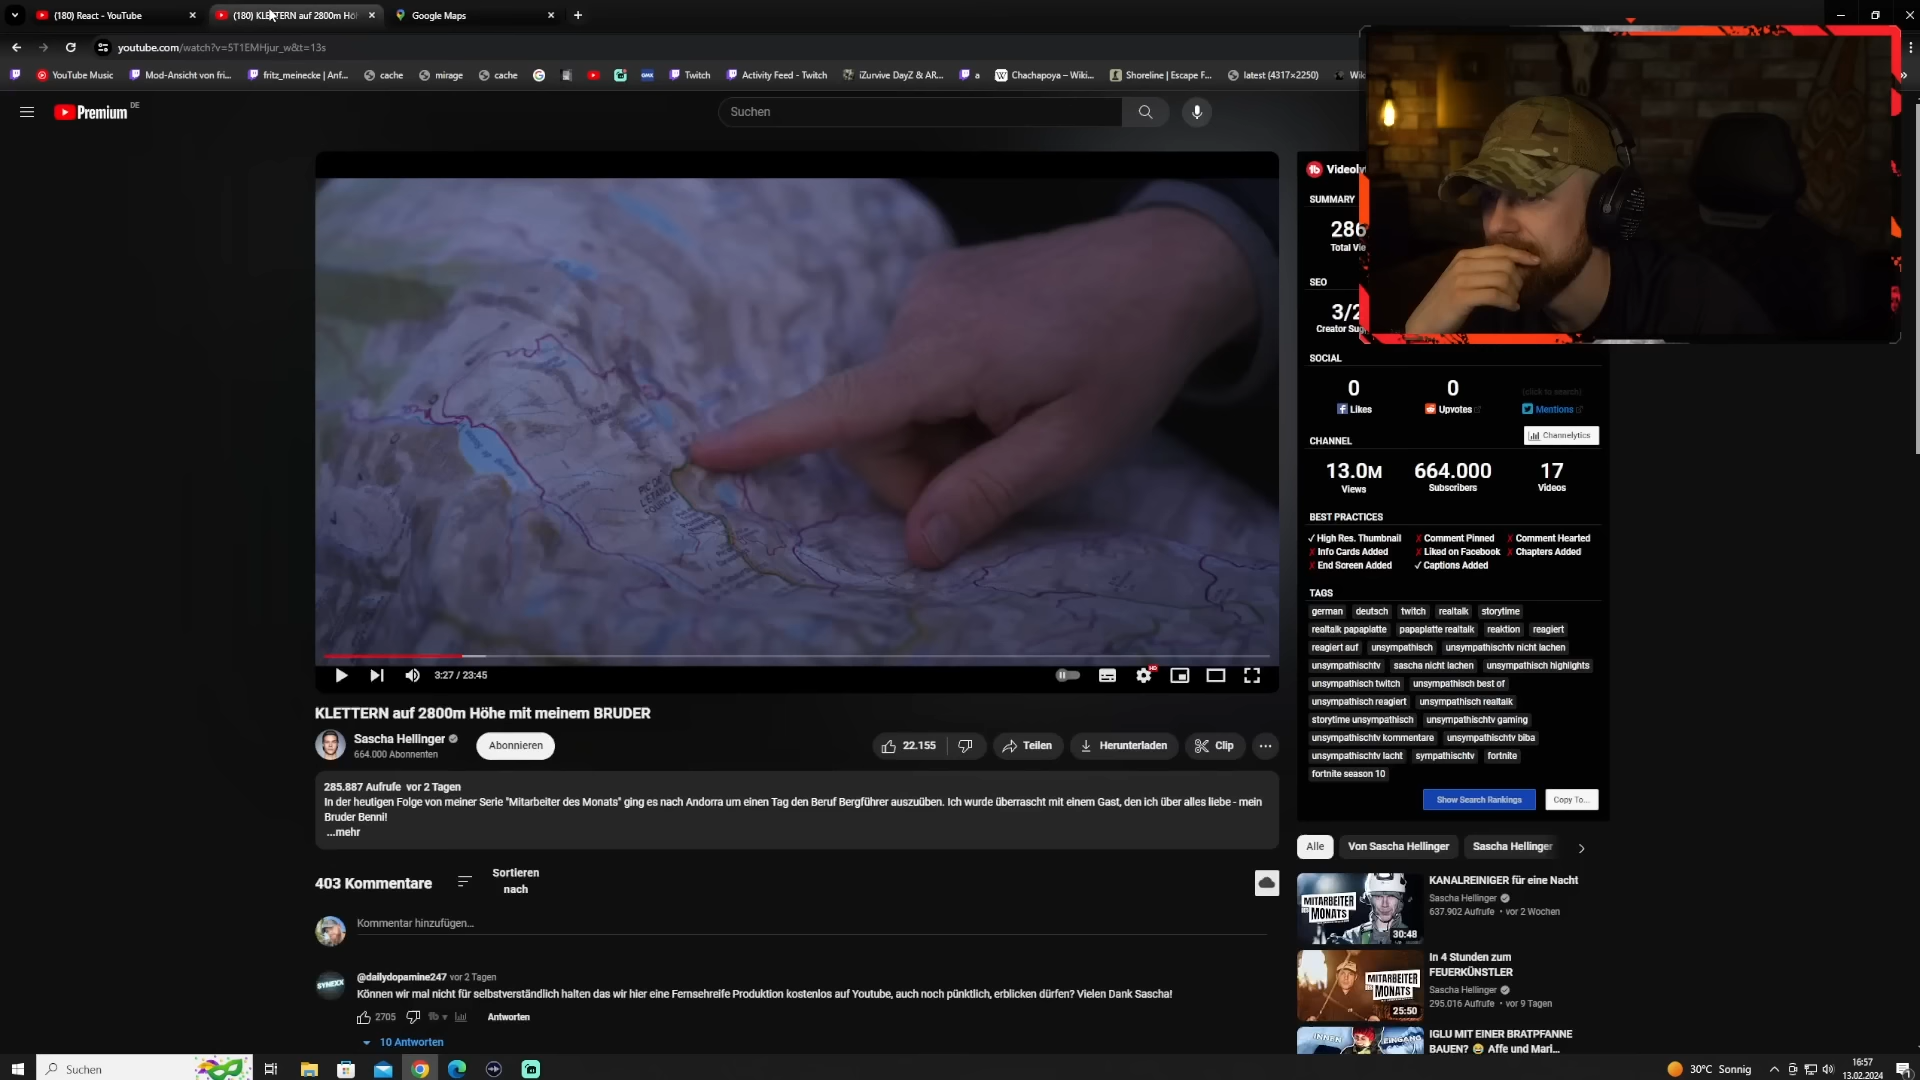 (180) React - YouTube
(180) KLETTERN auf 2800m Höh
Google Maps
youtube.com/watch?v=5T1EMHjur_w&t=13s
YouTube Music
Mod-Ansicht von fri...
fritz_meinecke | Anf...
cache
mirage
cache
Twitch
Activity Feed - Twitch
iZurvive DayZ & AR...
a
Chachapoya – Wiki...
Shoreline | Escape F...
latest (4317×2250)
Premium DE
Suchen
SUMMARY
286
SEO
SOCIAL
0
Likes
0
Upvotes
(click to search)
Mentions
Channelytics
CHANNEL
13.0M
Views
664.000
Subscribers
17
Videos
BEST PRACTICES
✓ High Res. Thumbnail
✗ Comment Pinned
✗ Comment Hearted
✗ Info Cards Added
✗ Liked on Facebook
✗ Chapters Added
✗ End Screen Added
✓ Captions Added
TAGS
german deutsch twitch realtalk storytime
realtalk papaplatte papaplatte realtalk reaktion reagiert
reagiert auf unsympathisch unsympathischtv nicht lachen
unsympathischtv sascha nicht lachen unsympathisch highlights
unsympathisch twitch unsympathisch best of
unsympathisch reagiert unsympathisch realtalk
storytime unsympathisch unsympathischtv gaming
unsympathischtv kommentare unsympathischtv biba
unsympathischtv lacht sympathischtv fortnite
fortnite season 10
Show Search Rankings
Copy To...
3:27 / 23:45
HD
KLETTERN auf 2800m Höhe mit meinem BRUDER
Sascha Hellinger
664.000 Abonnenten
Abonnieren
22.155
Teilen
Herunterladen
Clip
285.887 Aufrufe vor 2 Tagen
In der heutigen Folge von meiner Serie "Mitarbeiter des Monats" ging es nach Andorra um einen Tag den Beruf Bergführer auszuüben. Ich wurde überrascht mit einem Gast, den ich über alles liebe - mein
Bruder Benni!
...mehr
403 Kommentare
Sortieren
nach
Kommentar hinzufügen...
@dailydopamine247 vor 2 Tagen
Können wir mal nicht für selbstverständlich halten das wir hier eine Fernsehreife Produktion kostenlos auf Youtube, auch noch pünktlich, erblicken dürfen? Vielen Dank Sascha!
2705
Antworten
10 Antworten
Alle
Von Sascha Hellinger
Sascha Hellinger
MITARBEITER
MONATS
30:48
KANALREINIGER für eine Nacht
Sascha Hellinger
637.902 Aufrufe • vor 2 Wochen
MITARBEITER
MONATS
25:50
In 4 Stunden zum
FEUERKÜNSTLER
Sascha Hellinger
295.016 Aufrufe • vor 9 Tagen
INNEN
EINGANG
IGLU MIT EINER BRATPFANNE
BAUEN? 😅 Affe und Mari...
Suchen
30°C Sonnig
16:57
13.02.2024